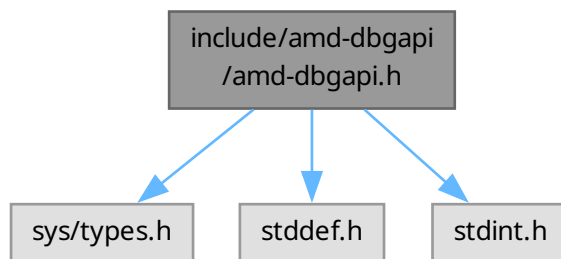 include/amd-dbgapi
/amd-dbgapi.h
sys/types.h
stddef.h
stdint.h